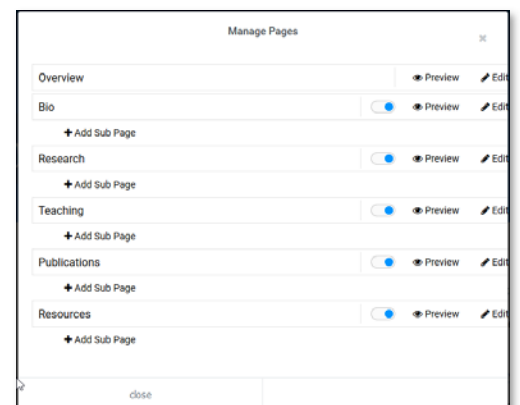 Manage Pages
×
Overview Preview Edit
Bio Preview Edit
+ Add Sub Page
Research Preview Edit
+ Add Sub Page
Teaching Preview Edit
+ Add Sub Page
Publications Preview Edit
+ Add Sub Page
Resources Preview Edit
+ Add Sub Page
close